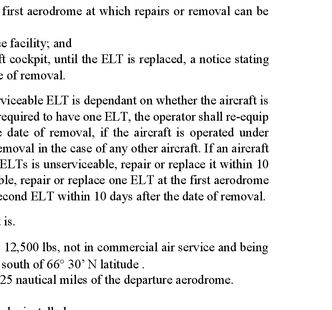 first aerodrome at which repairs or removal can be
e facility; and
ft cockpit, until the ELT is replaced, a notice stating
e of removal.
rviceable ELT is dependant on whether the aircraft is
required to have one ELT, the operator shall re-equip
e date of removal, if the aircraft is operated under
emoval in the case of any other aircraft. If an aircraft
ELTs is unserviceable, repair or replace it within 10
ble, repair or replace one ELT at the first aerodrome
econd ELT within 10 days after the date of removal.
is.
12,500 lbs, not in commercial air service and being
south of 66° 30’ N latitude .
25 nautical miles of the departure aerodrome.